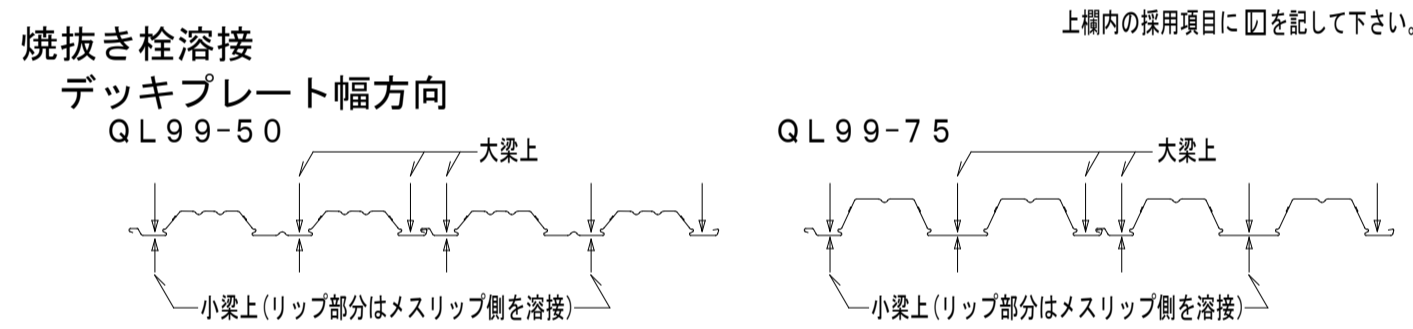 上欄内の採用項目に☑を記して下さい。
焼抜き栓溶接
デッキプレート幅方向
QL99-50
大梁上
小梁上(リップ部分はメスリップ側を溶接)
QL99-75
大梁上
小梁上(リップ部分はメスリップ側を溶接)